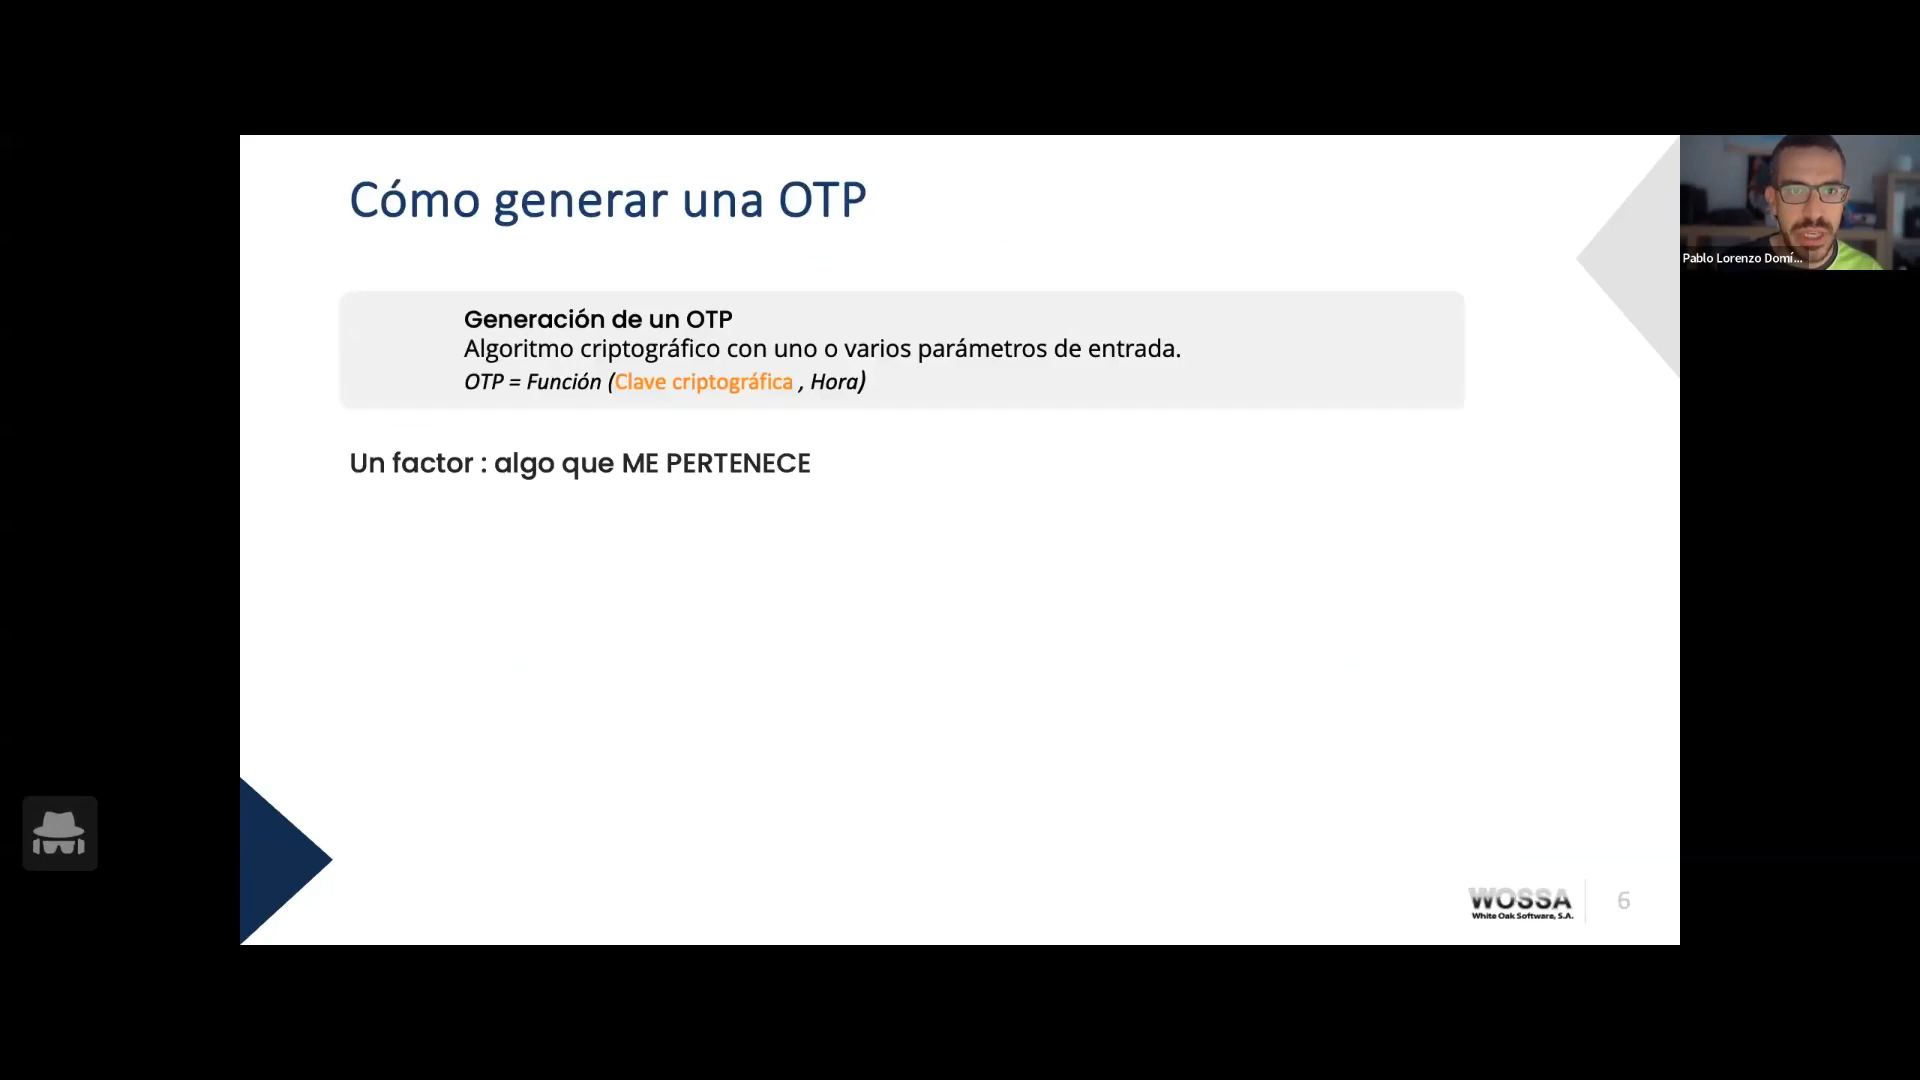 Cómo generar una OTP
Pablo Lorenzo Domí...
Generación de un OTP
Algoritmo criptográfico con uno o varios parámetros de entrada.
OTP = Función (Clave criptográfica , Hora)
Un factor : algo que ME PERTENECE
WOSSA
White Oak Software, S.A.
6